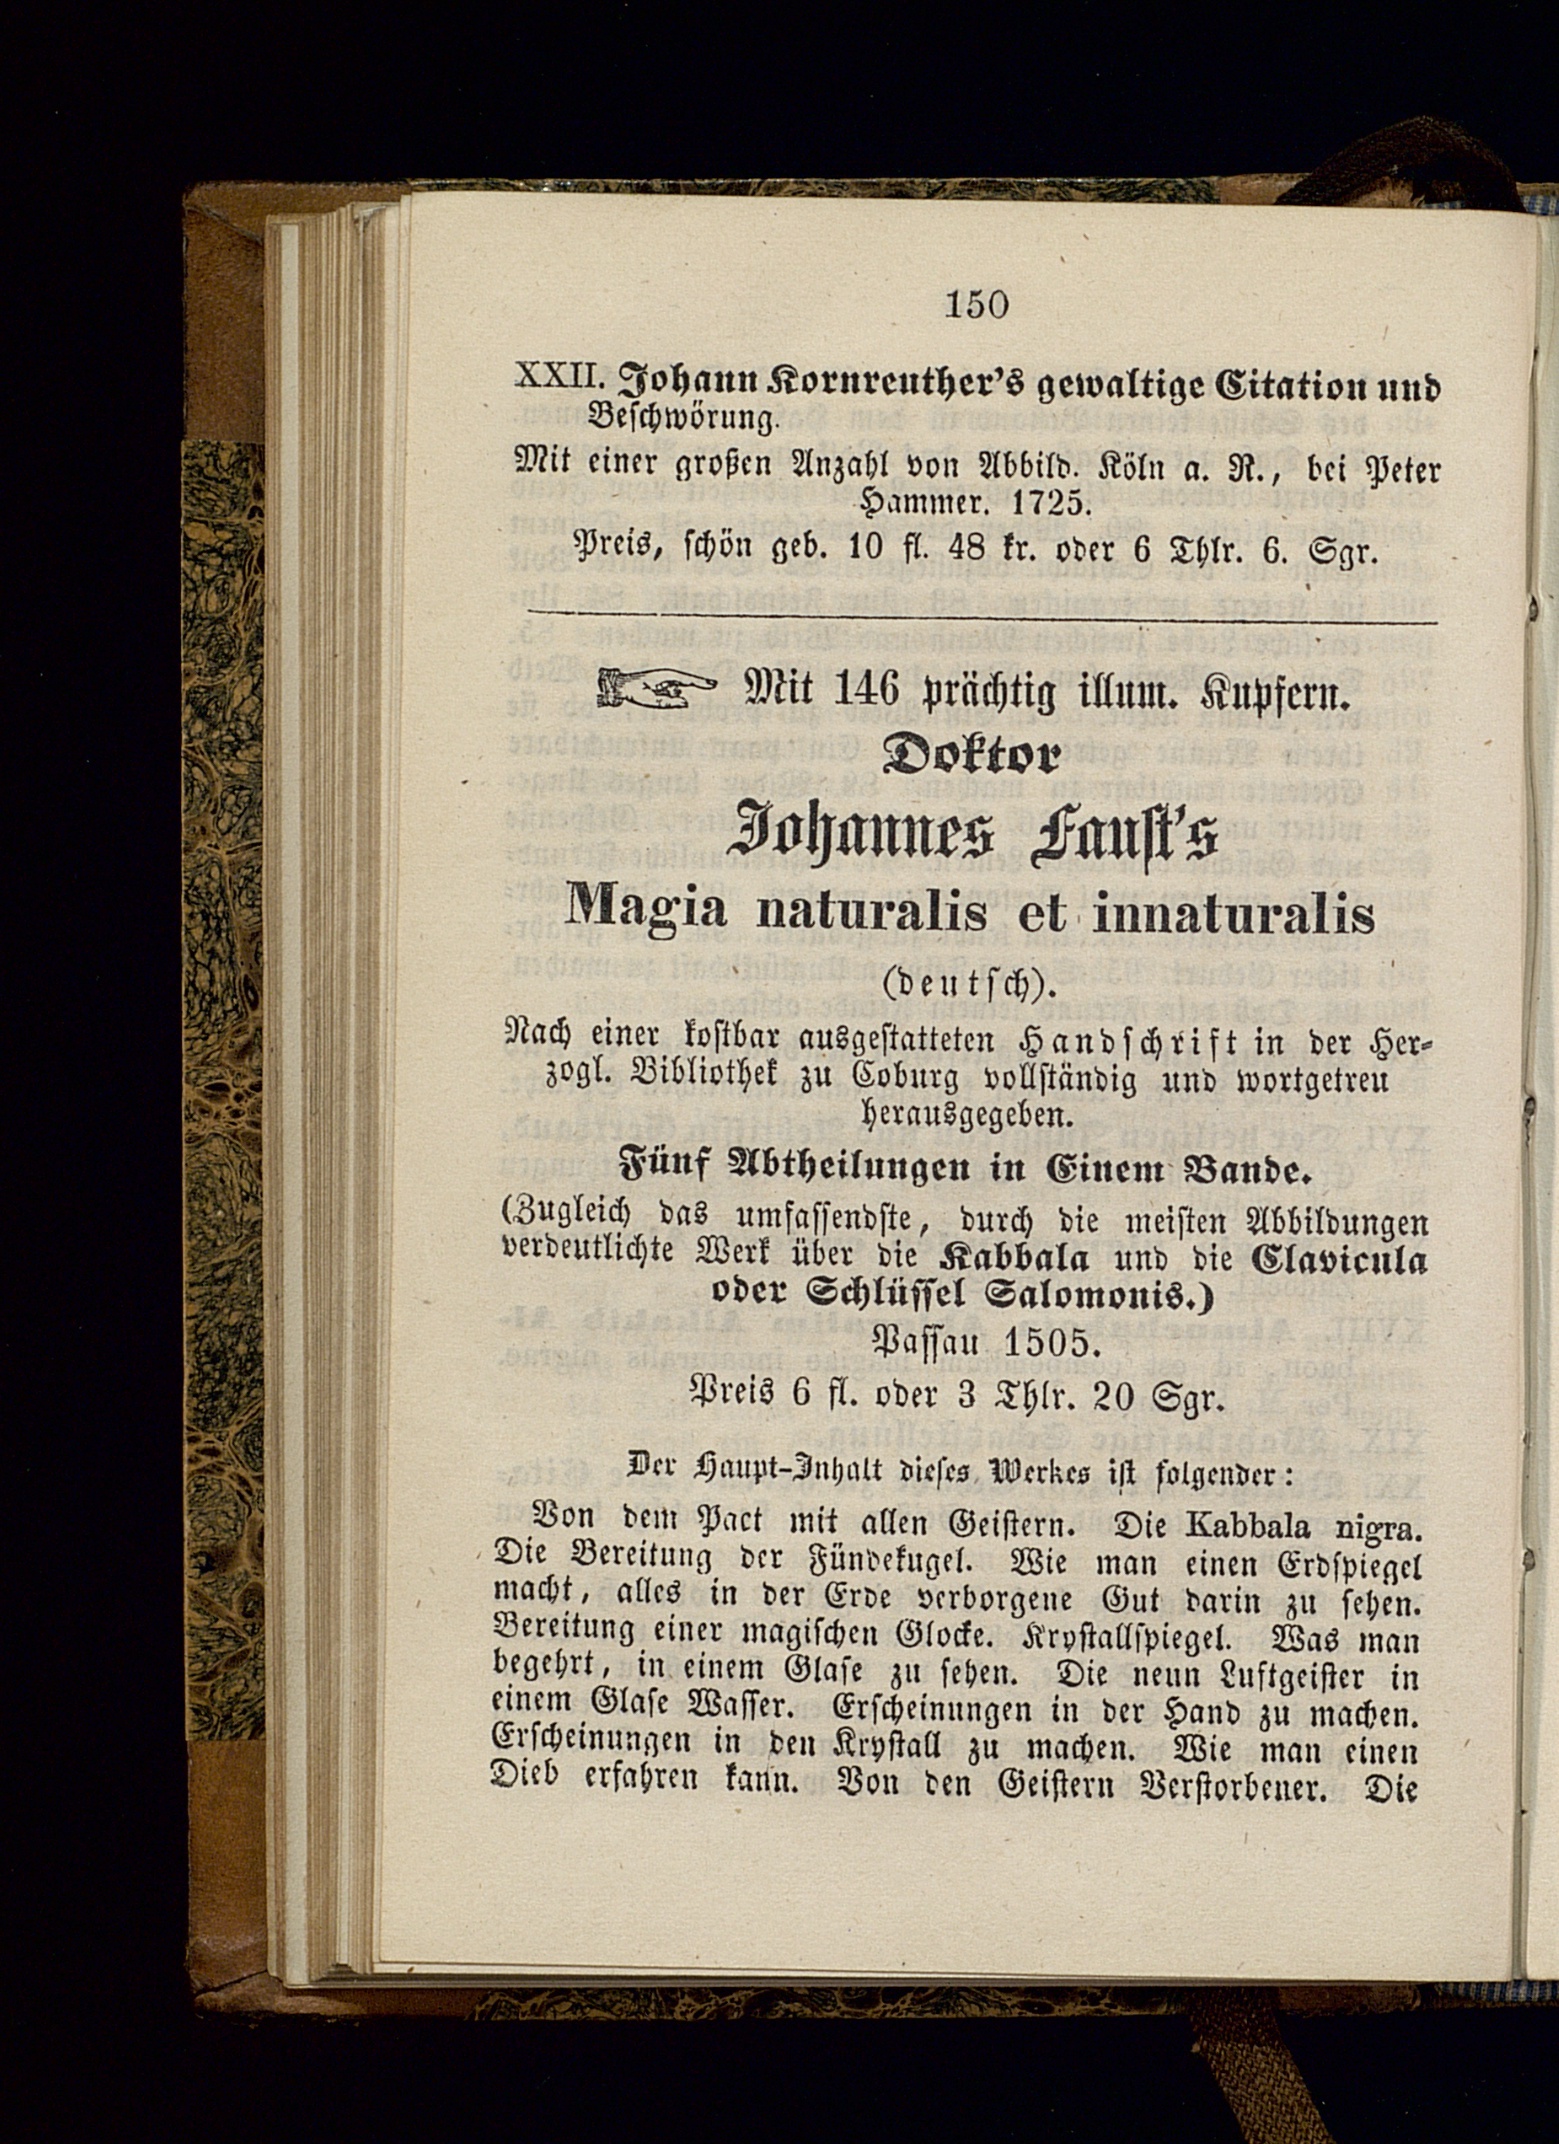 150
XXII. Johann Kornreuther's gewaltige Citation und
Beschwörung.
Mit einer großen Anzahl von Abbild. Köln a. R., bei Peter
Hammer. 1725.
Preis, schön geb. 10 fl. 48 kr. oder 6 Thlr. 6. Sgr.
☞ Mit 146 prächtig illum. Kupfern.
Doktor
Johannes Faust's
Magia naturalis et innaturalis
(deutsch).
Nach einer kostbar ausgestatteten Handschrift in der Her-
zogl. Bibliothek zu Coburg vollständig und wortgetreu
herausgegeben.
Fünf Abtheilungen in Einem Bande.
(Zugleich das umfassendste, durch die meisten Abbildungen
verdeutlichte Werk über die Kabbala und die Clavicula
oder Schlüssel Salomonis.)
Passau 1505.
Preis 6 fl. oder 3 Thlr. 20 Sgr.
Der Haupt-Inhalt dieses Werkes ist folgender:
Von dem Pact mit allen Geistern. Die Kabbala nigra.
Die Bereitung der Fündekugel. Wie man einen Erdspiegel
macht, alles in der Erde verborgene Gut darin zu sehen.
Bereitung einer magischen Glocke. Krystallspiegel. Was man
begehrt, in einem Glase zu sehen. Die neun Luftgeister in
einem Glase Wasser. Erscheinungen in der Hand zu machen.
Erscheinungen in den Krystall zu machen. Wie man einen
Dieb erfahren kann. Von den Geistern Verstorbener. Die